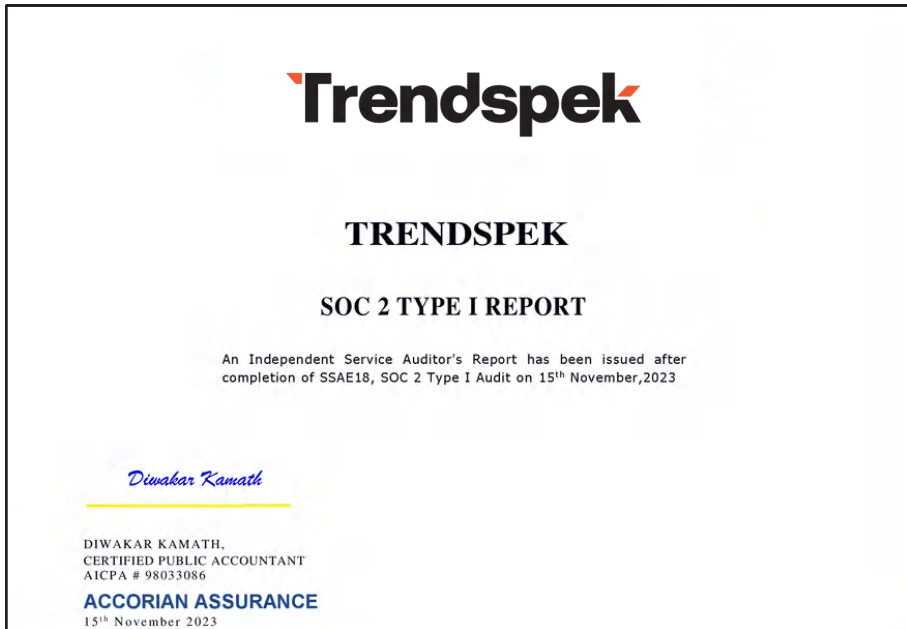 Trendspek
TRENDSPEK
SOC 2 TYPE I REPORT
An Independent Service Auditor's Report has been issued after
completion of SSAE18, SOC 2 Type I Audit on 15th November,2023
Diwakar Kamath
DIWAKAR KAMATH,
CERTIFIED PUBLIC ACCOUNTANT
AICPA # 98033086
ACCORIAN ASSURANCE
15th November 2023